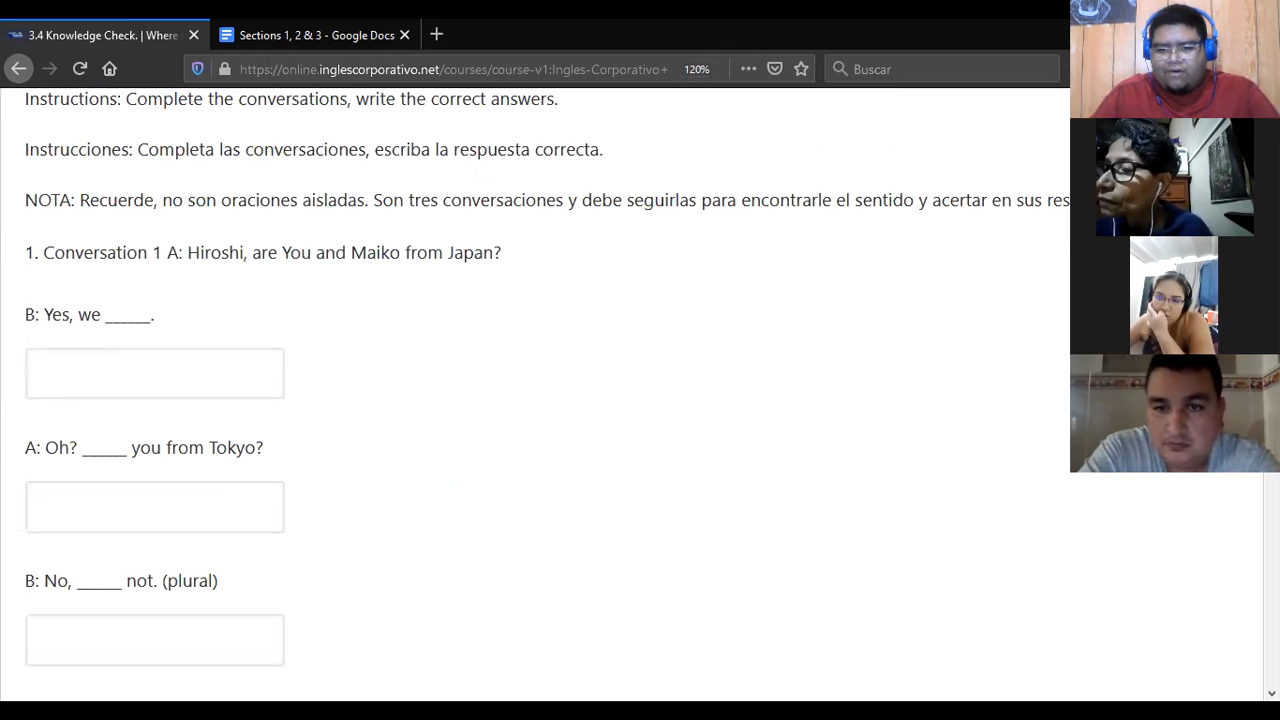 3.4 Knowledge Check. | Where
Sections 1, 2 & 3 - Google Docs
https://online.inglescorporativo.net/courses/course-v1:Ingles-Corporativo+
120%
Buscar
Instructions: Complete the conversations, write the correct answers.
Instrucciones: Completa las conversaciones, escriba la respuesta correcta.
NOTA: Recuerde, no son oraciones aisladas. Son tres conversaciones y debe seguirlas para encontrarle el sentido y acertar en sus res
1. Conversation 1 A: Hiroshi, are You and Maiko from Japan?
B: Yes, we ______.
A: Oh? ______ you from Tokyo?
B: No, ______ not. (plural)